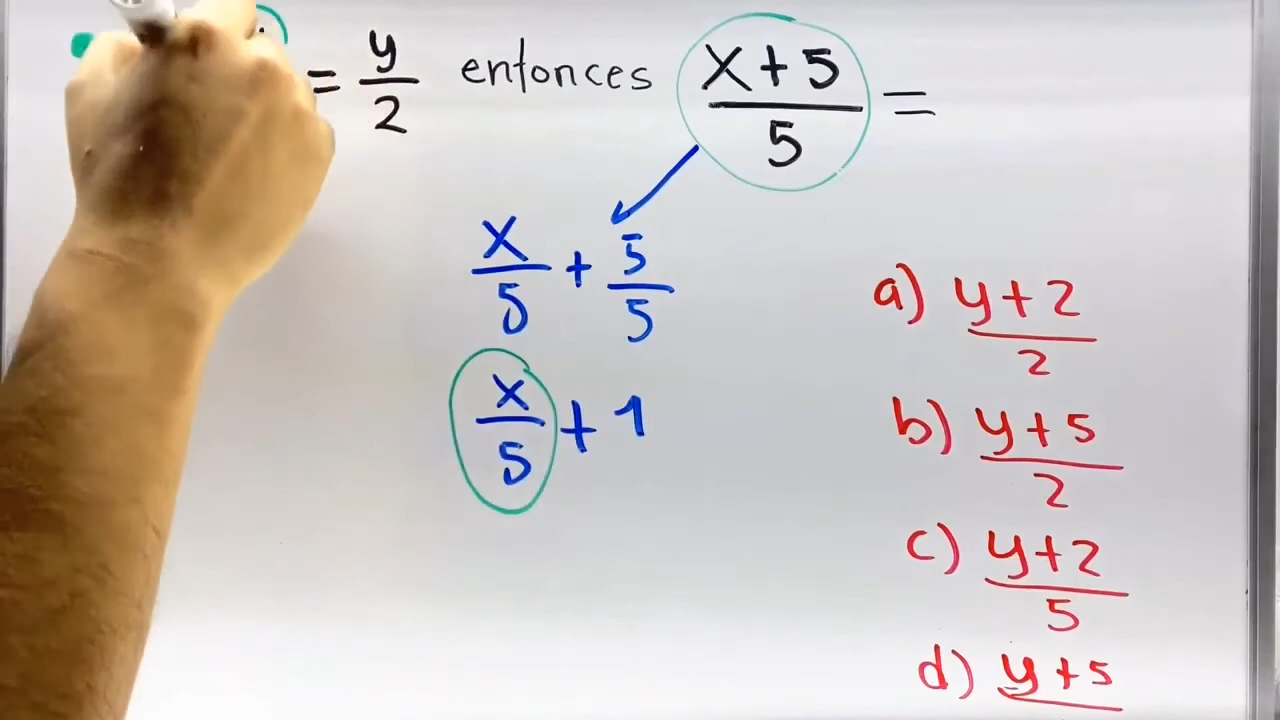 = y/2 entonces (x+5)/5 =
x/5 + 5/5
x/5 + 1
a) (y+2)/2
b) (y+5)/2
c) (y+2)/5
d) y+5